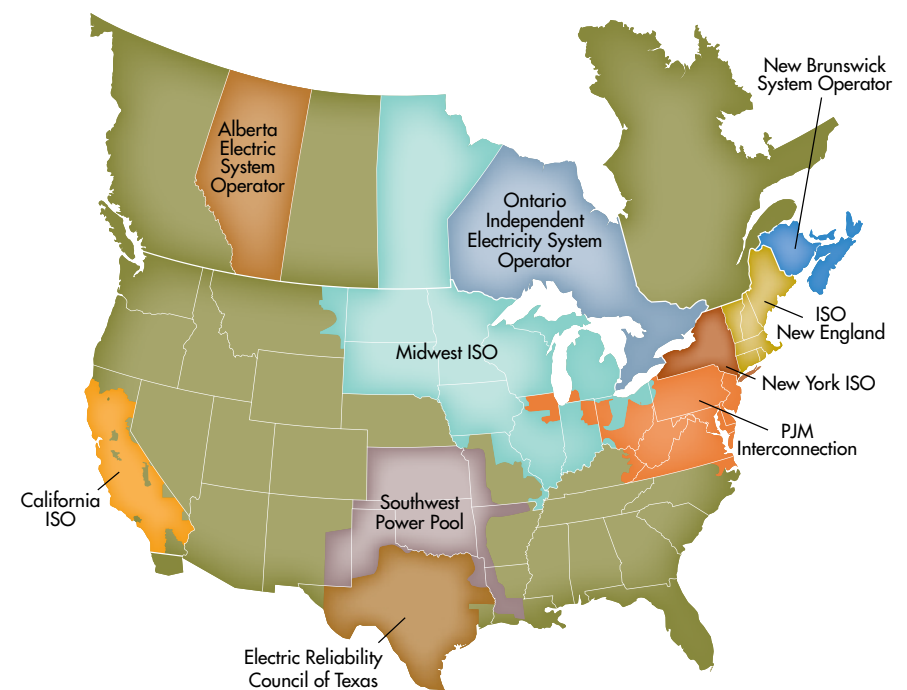 New Brunswick
System Operator
Alberta
Electric
System
Operator
Ontario
Independent
Electricity System
Operator
ISO
New England
Midwest ISO
New York ISO
PJM
Interconnection
California
ISO
Southwest
Power Pool
Electric Reliability
Council of Texas